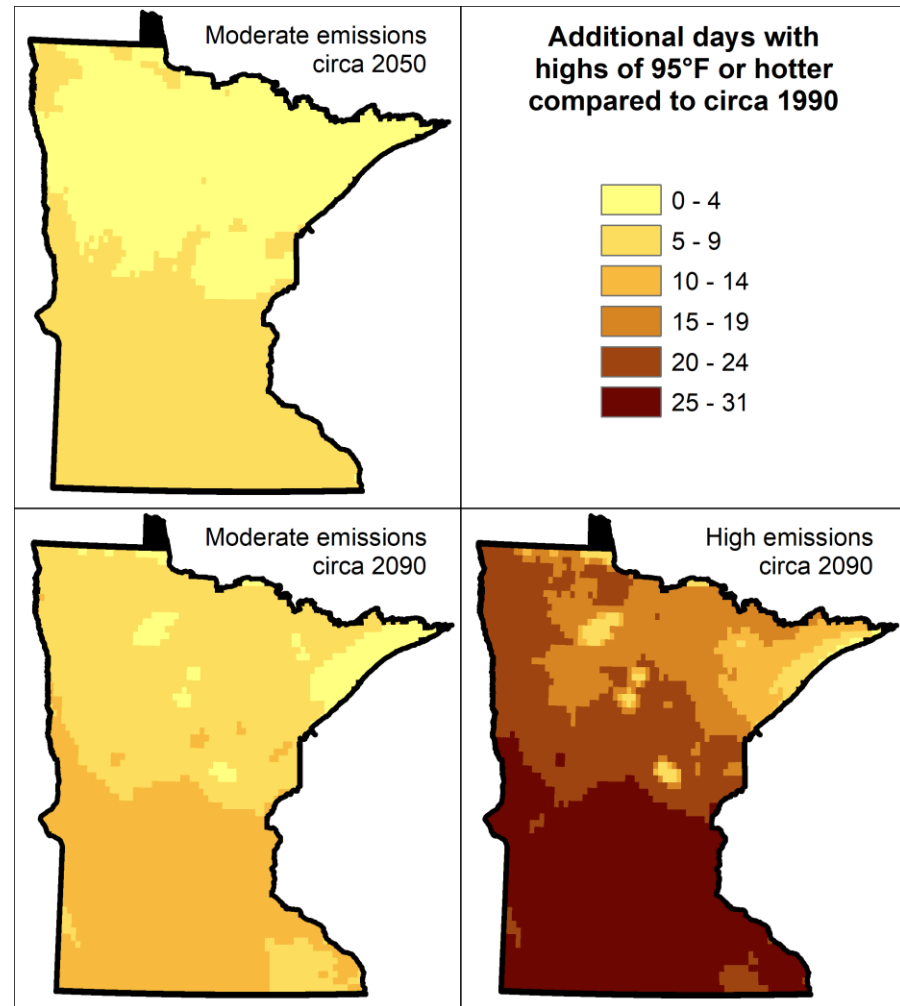 Moderate emissions
circa 2050
Additional days with
highs of 95°F or hotter
compared to circa 1990
0 - 4
5 - 9
10 - 14
15 - 19
20 - 24
25 - 31
Moderate emissions
circa 2090
High emissions
circa 2090